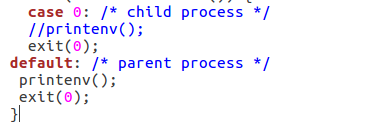 case 0: /* child process */
//printenv();
exit(0);
default: /* parent process */
printenv();
exit(0);
}